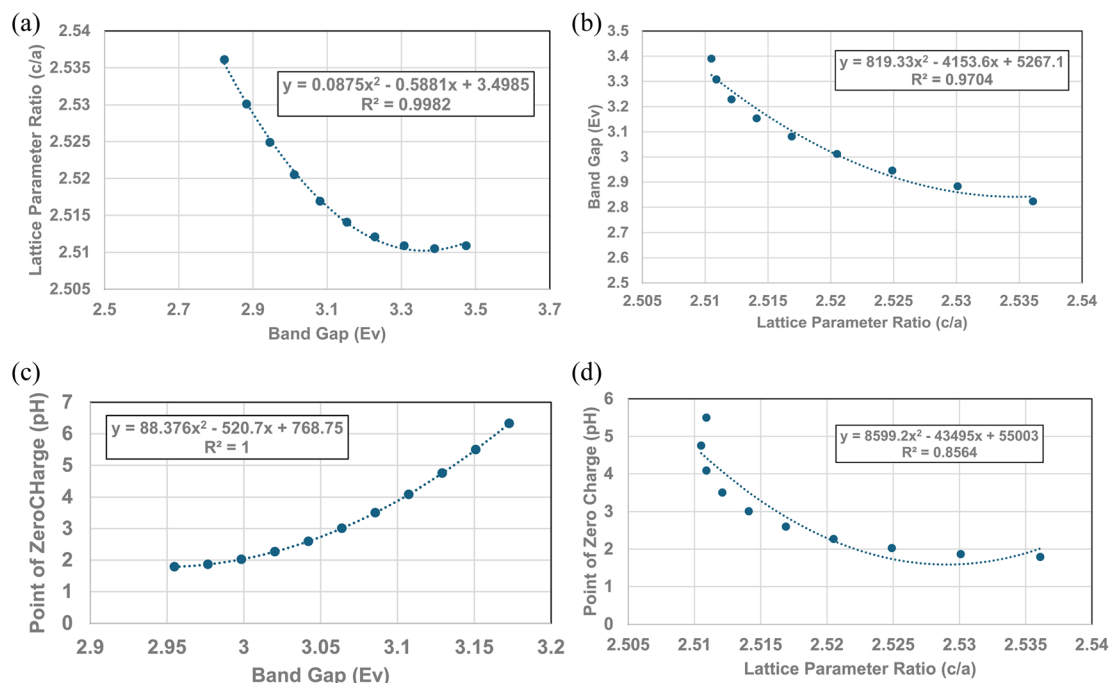 (a)
2.54
2.535
2.53
2.525
2.52
2.515
2.51
2.505
Lattice Parameter Ratio (c/a)
y = 0.0875x² - 0.5881x + 3.4985
R² = 0.9982
2.5 2.7 2.9 3.1 3.3 3.5 3.7
Band Gap (Ev)
(b)
3.5
3.4
3.3
3.2
3.1
3
2.9
2.8
2.7
2.6
2.5
Band Gap (Ev)
y = 819.33x² - 4153.6x + 5267.1
R² = 0.9704
2.505 2.51 2.515 2.52 2.525 2.53 2.535 2.54
Lattice Parameter Ratio (c/a)
(c)
7
6
5
4
3
2
1
0
Point of ZeroCHarge (pH)
y = 88.376x² - 520.7x + 768.75
R² = 1
2.9 2.95 3 3.05 3.1 3.15 3.2
Band Gap (Ev)
(d)
6
5
4
3
2
1
0
Point of Zero Charge (pH)
y = 8599.2x² - 43495x + 55003
R² = 0.8564
2.505 2.51 2.515 2.52 2.525 2.53 2.535 2.54
Lattice Parameter Ratio (c/a)